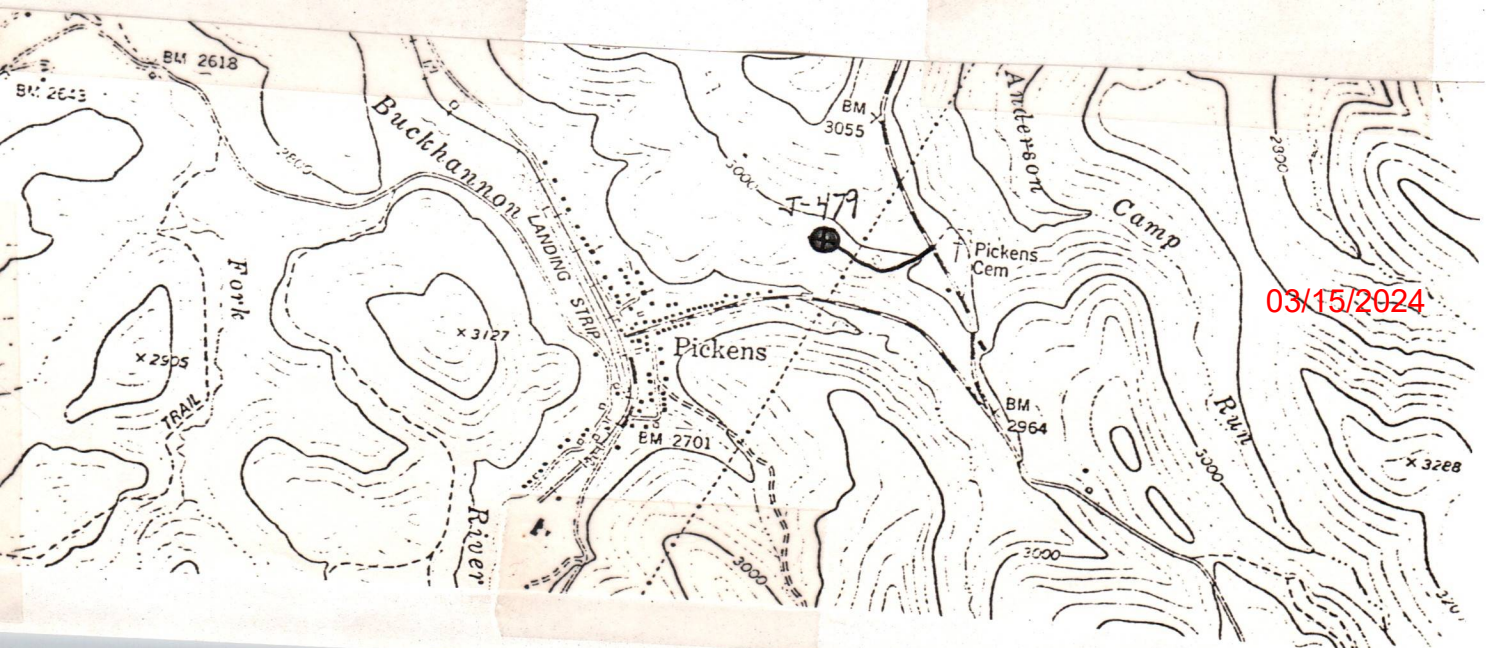 BM 2618
BM 2643
Buckhannon
2800
LANDING STRIP
Fork
River
BM
3055
Anderson
Camp
Run
3000
J-479
Pickens
Cem
2800
03/15/2024
× 3127
× 2905
TRAIL
Pickens
BM 2701
BM
2964
3000
× 3288
3000
3000